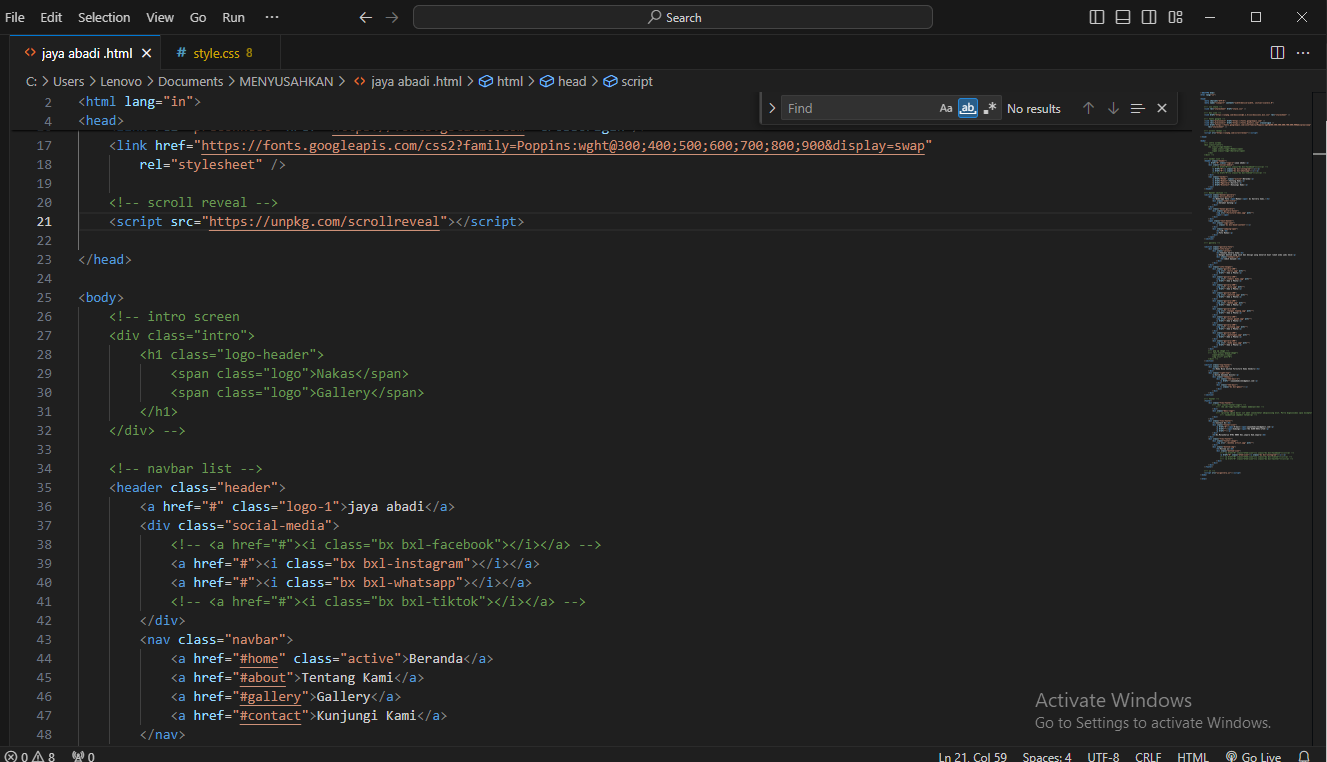 File Edit Selection View Go Run ··· Search
jaya abadi .html # style.css 8
C: > Users > Lenovo > Documents > MENYUSAHKAN > jaya abadi .html > html > head > script
2 <html lang="in">
4 <head>
Find Aa ab No results
17 <link href="https://fonts.googleapis.com/css2?family=Poppins:wght@300;400;500;600;700;800;900&display=swap"
18 rel="stylesheet" />
19
20 <!-- scroll reveal -->
21 <script src="https://unpkg.com/scrollreveal"></script>
22
23 </head>
24
25 <body>
26 <!-- intro screen
27 <div class="intro">
28 <h1 class="logo-header">
29 <span class="logo">Nakas</span>
30 <span class="logo">Gallery</span>
31 </h1>
32 </div> -->
33
34 <!-- navbar list -->
35 <header class="header">
36 <a href="#" class="logo-1">jaya abadi</a>
37 <div class="social-media">
38 <!-- <a href="#"><i class="bx bxl-facebook"></i></a> -->
39 <a href="#"><i class="bx bxl-instagram"></i></a>
40 <a href="#"><i class="bx bxl-whatsapp"></i></a>
41 <!-- <a href="#"><i class="bx bxl-tiktok"></i></a> -->
42 </div>
43 <nav class="navbar">
44 <a href="#home" class="active">Beranda</a>
45 <a href="#about">Tentang Kami</a>
46 <a href="#gallery">Gallery</a>
47 <a href="#contact">Kunjungi Kami</a>
48 </nav>
Activate Windows
Go to Settings to activate Windows.
0 8 0 Ln 21, Col 59 Spaces: 4 UTF-8 CRLF HTML Go Live